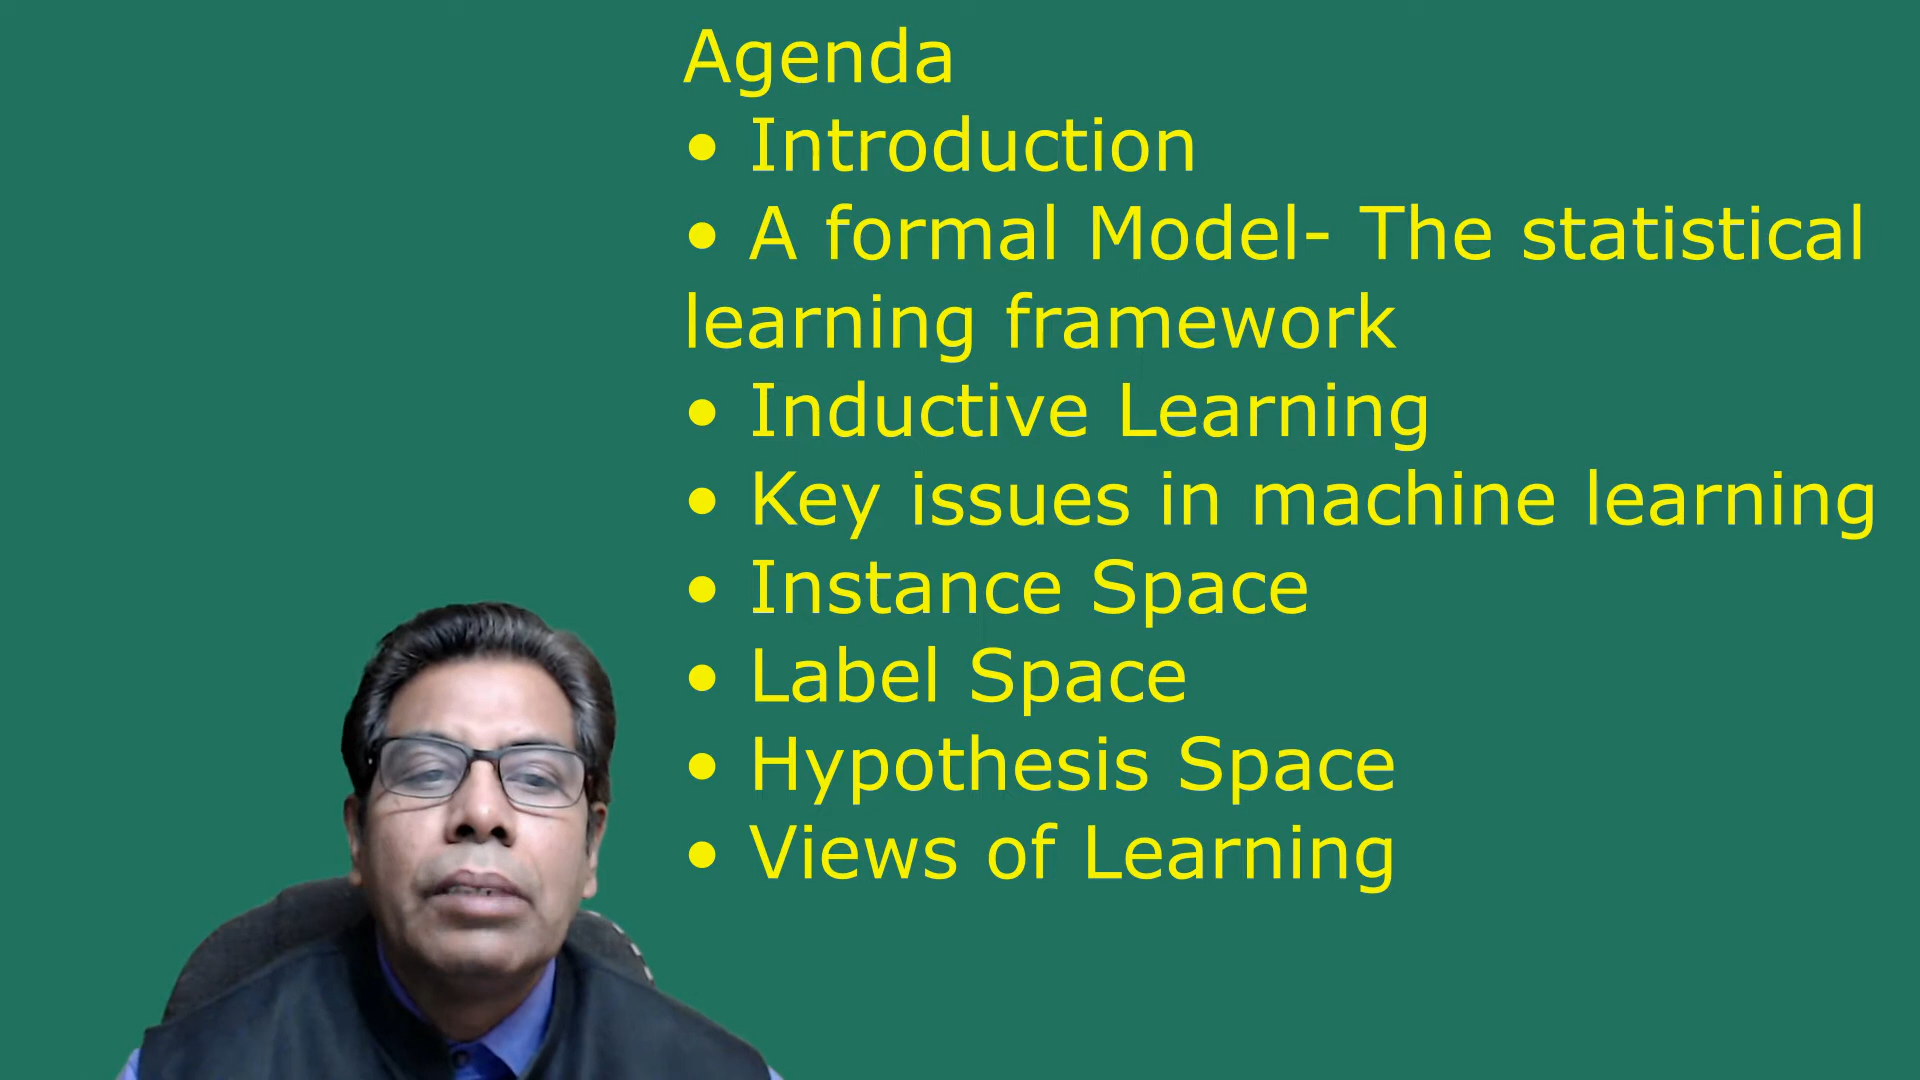 Agenda
• Introduction
• A formal Model- The statistical
learning framework
• Inductive Learning
• Key issues in machine learning
• Instance Space
• Label Space
• Hypothesis Space
• Views of Learning